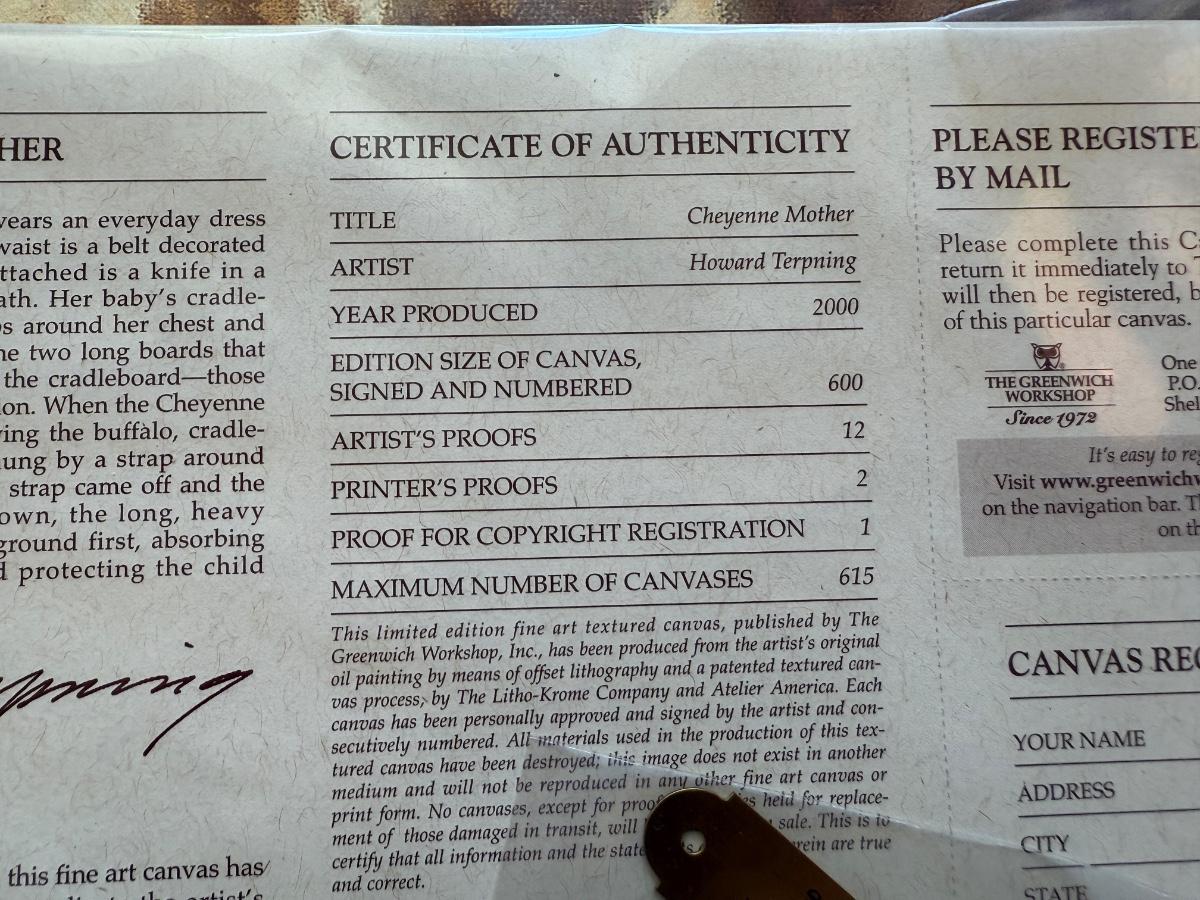 HER
years an everyday dress
waist is a belt decorated
ttached is a knife in a
ath. Her baby's cradle-
s around her chest and
he two long boards that
the cradleboard—those
on. When the Cheyenne
ving the buffalo, cradle-
ung by a strap around
strap came off and the
own, the long, heavy
ground first, absorbing
d protecting the child
this fine art canvas has
CERTIFICATE OF AUTHENTICITY
TITLE Cheyenne Mother
ARTIST Howard Terpning
YEAR PRODUCED 2000
EDITION SIZE OF CANVAS,
SIGNED AND NUMBERED 600
ARTIST'S PROOFS 12
PRINTER'S PROOFS 2
PROOF FOR COPYRIGHT REGISTRATION 1
MAXIMUM NUMBER OF CANVASES 615
This limited edition fine art textured canvas, published by The
Greenwich Workshop, Inc., has been produced from the artist's original
oil painting by means of offset lithography and a patented textured can-
vas process, by The Litho-Krome Company and Atelier America. Each
canvas has been personally approved and signed by the artist and con-
secutively numbered. All materials used in the production of this tex-
tured canvas have been destroyed; this image does not exist in another
medium and will not be reproduced in any other fine art canvas or
print form. No canvases, except for proof es held for replace-
ment of those damaged in transit, will sale. This is to
certify that all information and the state rein are true
and correct.
PLEASE REGISTE
BY MAIL
Please complete this C
return it immediately to T
will then be registered, b
of this particular canvas.
THE GREENWICH
WORKSHOP
Since 1972
One
P.O.
Shel
It's easy to reg
Visit www.greenwichw
on the navigation bar. Th
on th
CANVAS REG
YOUR NAME
ADDRESS
CITY
STATE